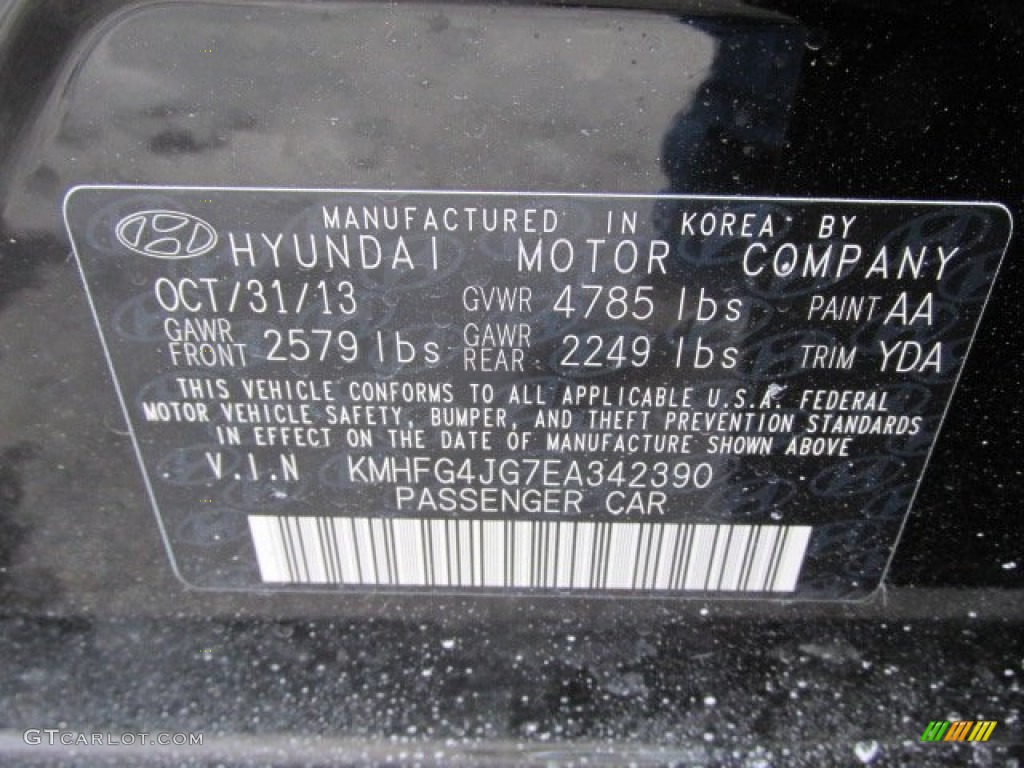 MANUFACTURED IN KOREA BY
HYUNDAI MOTOR COMPANY
OCT/31/13 GVWR 4785 lbs PAINT AA
GAWR FRONT 2579 lbs GAWR REAR 2249 lbs TRIM YDA
THIS VEHICLE CONFORMS TO ALL APPLICABLE U.S.A. FEDERAL
MOTOR VEHICLE SAFETY, BUMPER, AND THEFT PREVENTION STANDARDS
IN EFFECT ON THE DATE OF MANUFACTURE SHOWN ABOVE
V.I.N KMHFG4JG7EA342390
PASSENGER CAR
GTCARLOT.COM